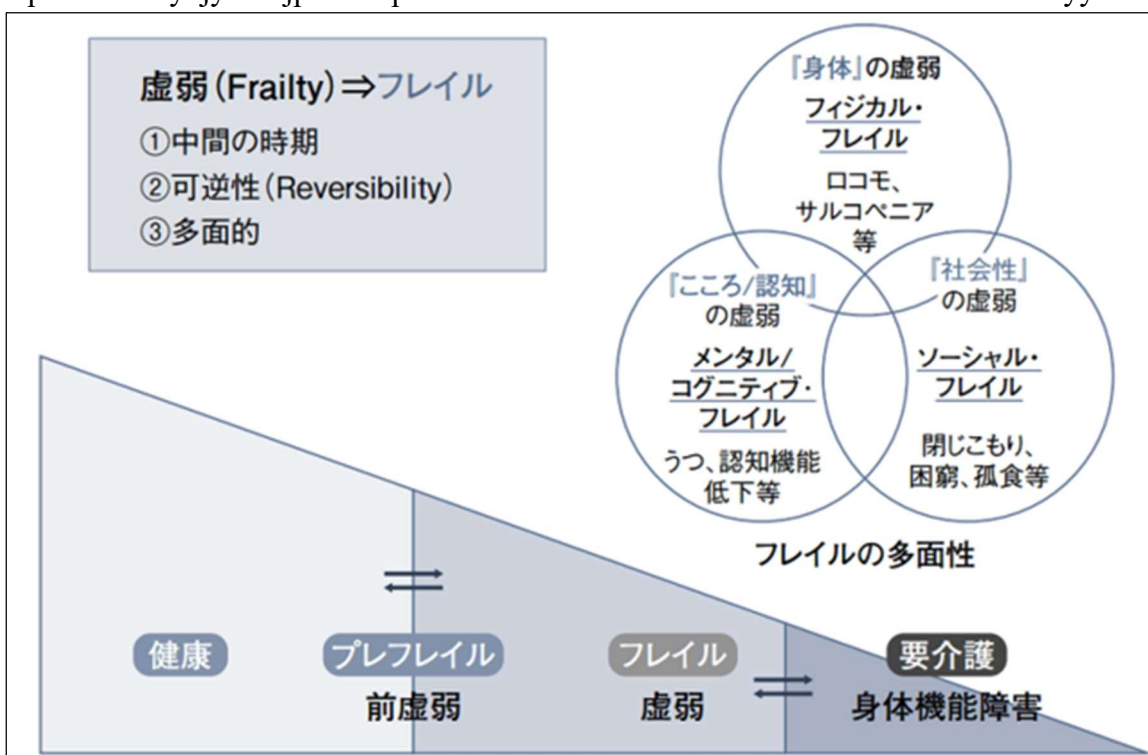 虚弱(Frailty)⇒フレイル
①中間の時期
②可逆性(Reversibility)
③多面的
『身体』の虚弱
フィジカル・
フレイル
ロコモ、
サルコペニア
等
『こころ/認知』
の虚弱
メンタル/
コグニティブ・
フレイル
うつ、認知機能
低下等
『社会性』
の虚弱
ソーシャル・
フレイル
閉じこもり、
困窮、孤食等
フレイルの多面性
健康
プレフレイル
前虚弱
フレイル
虚弱
要介護
身体機能障害